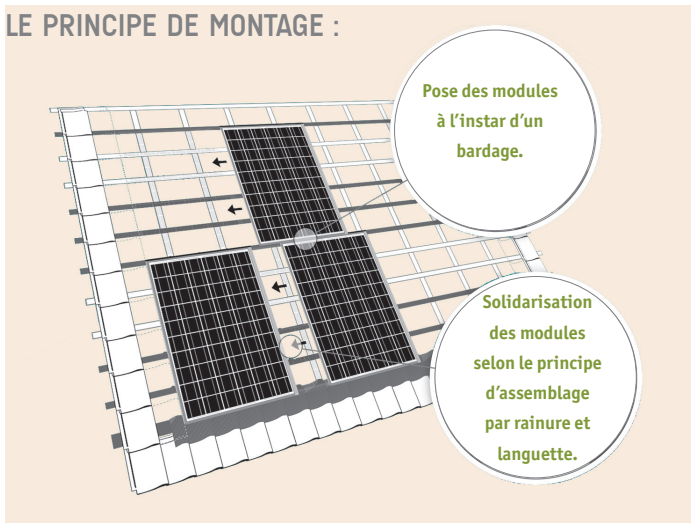 LE PRINCIPE DE MONTAGE :
Pose des modules
à l’instar d’un
bardage.
Solidarisation
des modules
selon le principe
d’assemblage
par rainure et
languette.